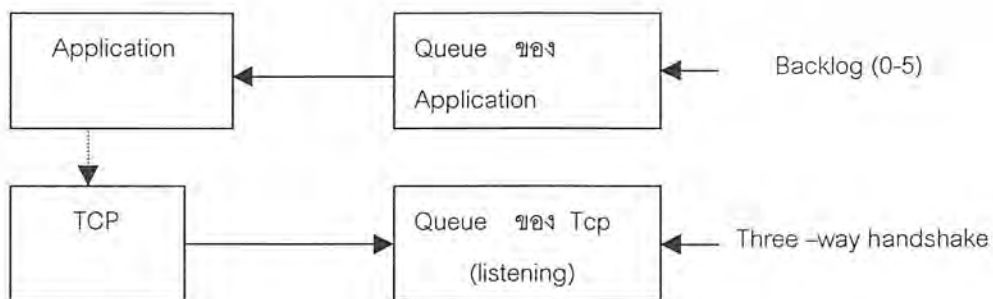 Application
Queue ของ
Application
Backlog (0-5)
TCP
Queue ของ Tcp
(listening)
Three –way handshake